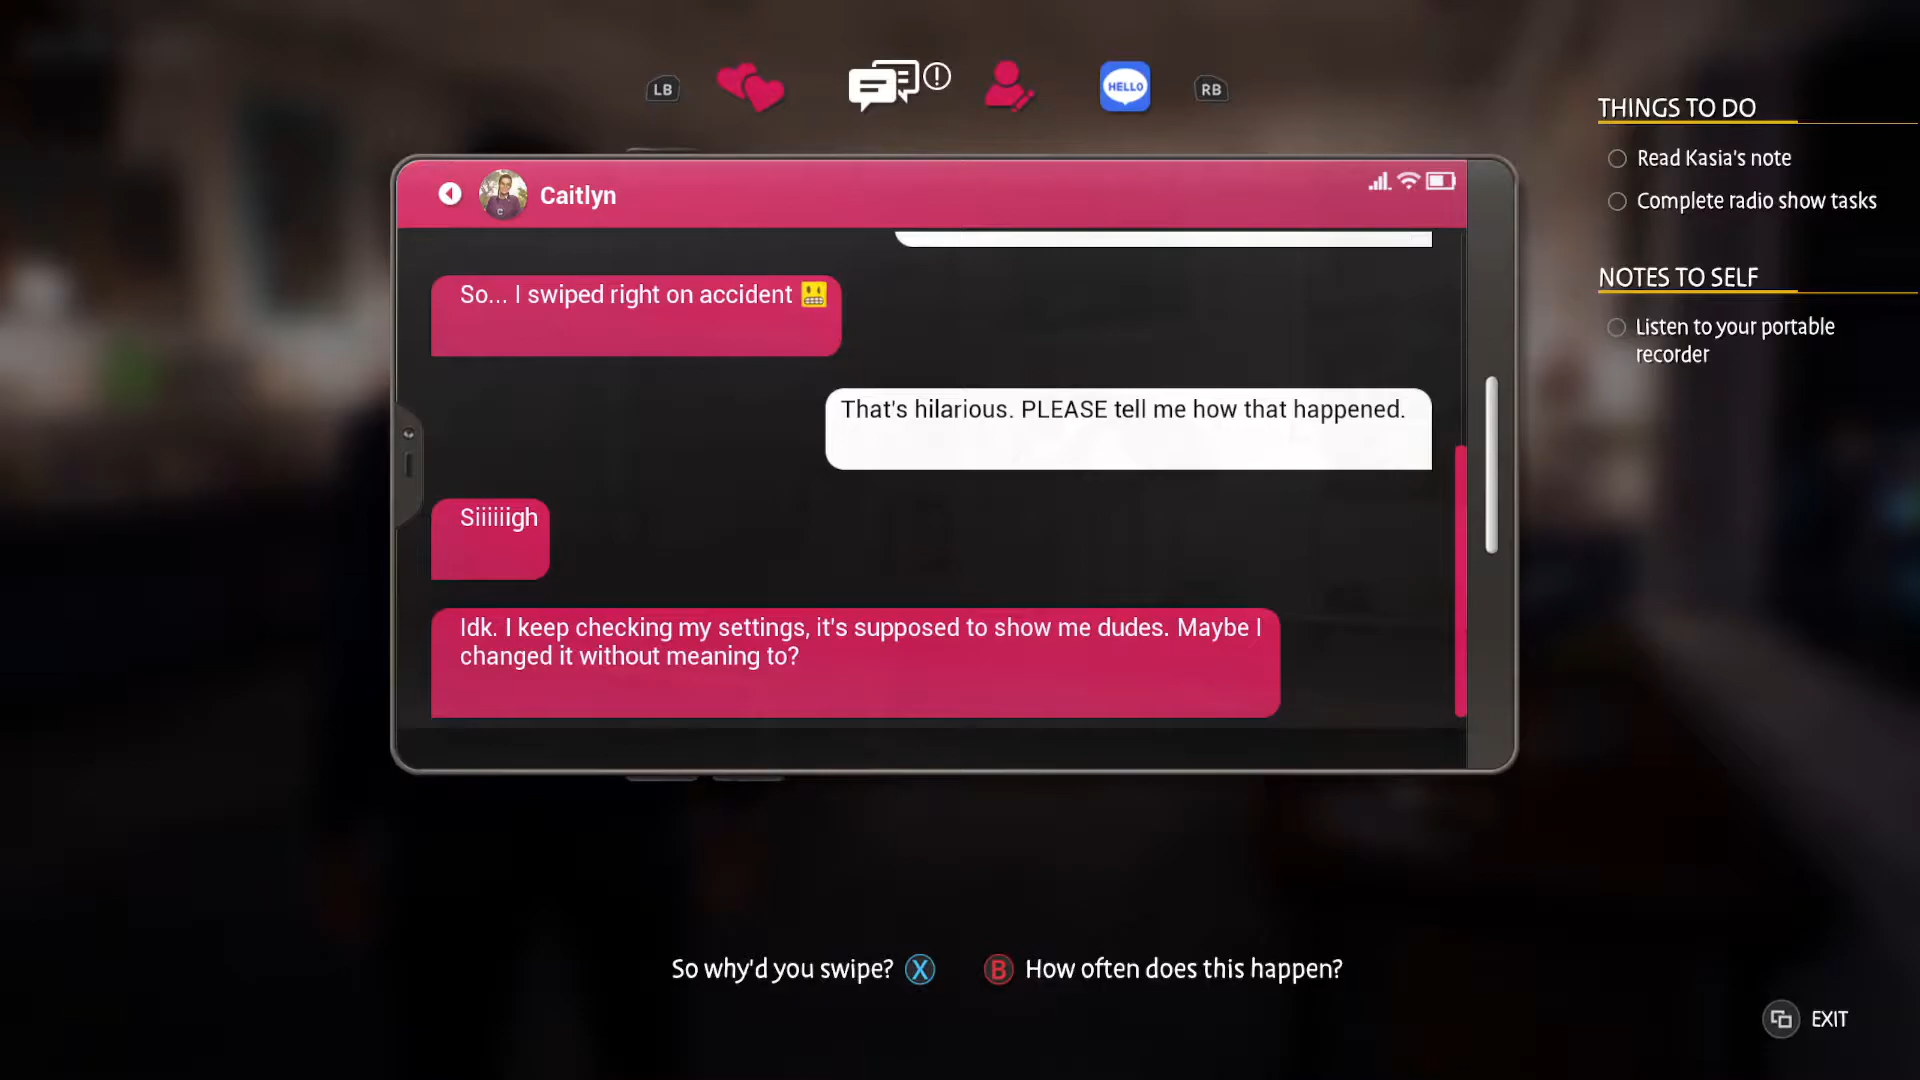 LB
HELLO
RB
THINGS TO DO
Read Kasia's note
Complete radio show tasks
NOTES TO SELF
Listen to your portable
recorder
Caitlyn
So... I swiped right on accident
That's hilarious. PLEASE tell me how that happened.
Siiiiiigh
Idk. I keep checking my settings, it's supposed to show me dudes. Maybe I
changed it without meaning to?
So why'd you swipe? X
B How often does this happen?
EXIT